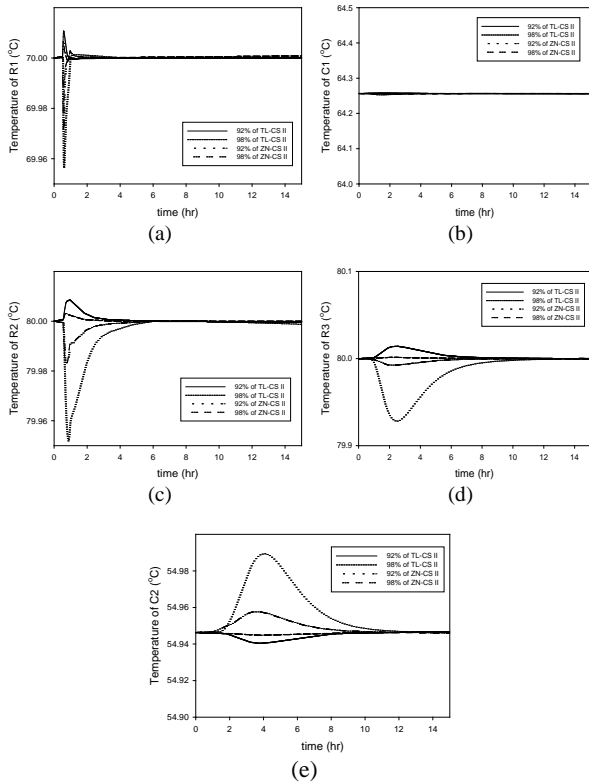 Temperature of R1 (°C)
70.00
69.98
69.96
92% of TL-CS II
98% of TL-CS II
92% of ZN-CS II
98% of ZN-CS II
0 2 4 6 8 10 12 14
time (hr)
(a)
Temperature of C1 (°C)
64.5
64.4
64.3
64.2
64.1
64.0
92% of TL-CS II
98% of TL-CS II
92% of ZN-CS II
98% of ZN-CS II
0 2 4 6 8 10 12 14
time (hr)
(b)
Temperature of R2 (°C)
80.00
79.98
79.96
92% of TL-CS II
98% of TL-CS II
92% of ZN-CS II
98% of ZN-CS II
0 2 4 6 8 10 12 14
time (hr)
(c)
Temperature of R3 (°C)
80.1
80.0
79.9
92% of TL-CS II
98% of TL-CS II
92% of ZN-CS II
98% of ZN-CS II
0 2 4 6 8 10 12 14
time (hr)
(d)
Temperature of C2 (°C)
54.98
54.96
54.94
54.92
54.90
92% of TL-CS II
98% of TL-CS II
92% of ZN-CS II
98% of ZN-CS II
0 2 4 6 8 10 12 14
time (hr)
(e)